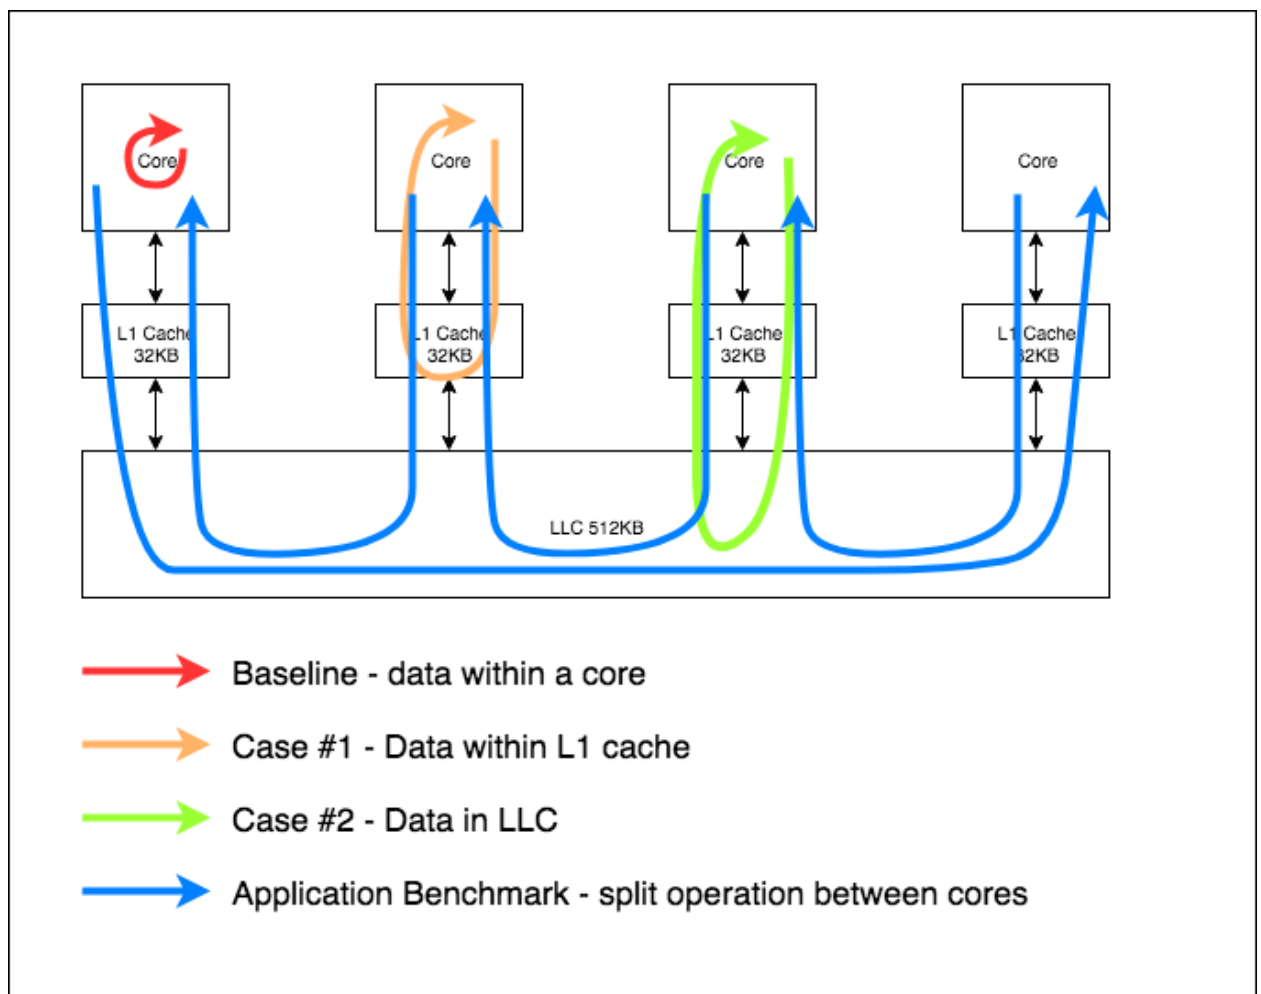 Core
Core
Core
Core
L1 Cache
32KB
L1 Cache
32KB
L1 Cache
32KB
L1 Cache
32KB
LLC 512KB
Baseline - data within a core
Case #1 - Data within L1 cache
Case #2 - Data in LLC
Application Benchmark - split operation between cores